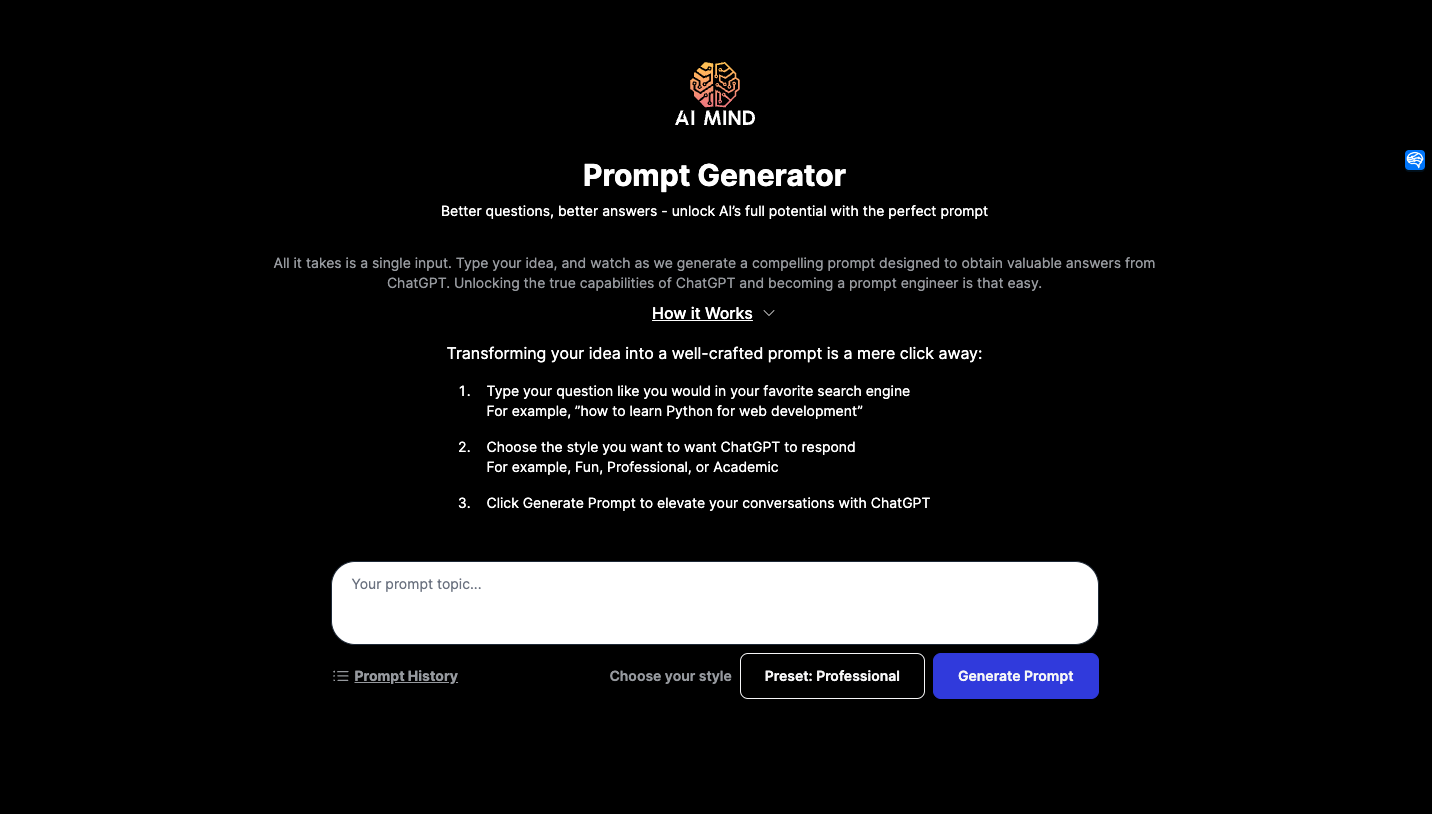 AI MIND
Prompt Generator
Better questions, better answers - unlock AI’s full potential with the perfect prompt
All it takes is a single input. Type your idea, and watch as we generate a compelling prompt designed to obtain valuable answers from
ChatGPT. Unlocking the true capabilities of ChatGPT and becoming a prompt engineer is that easy.
How it Works
Transforming your idea into a well-crafted prompt is a mere click away:
1. Type your question like you would in your favorite search engine
For example, ”how to learn Python for web development”
2. Choose the style you want to want ChatGPT to respond
For example, Fun, Professional, or Academic
3. Click Generate Prompt to elevate your conversations with ChatGPT
Your prompt topic...
Prompt History
Choose your style
Preset: Professional
Generate Prompt